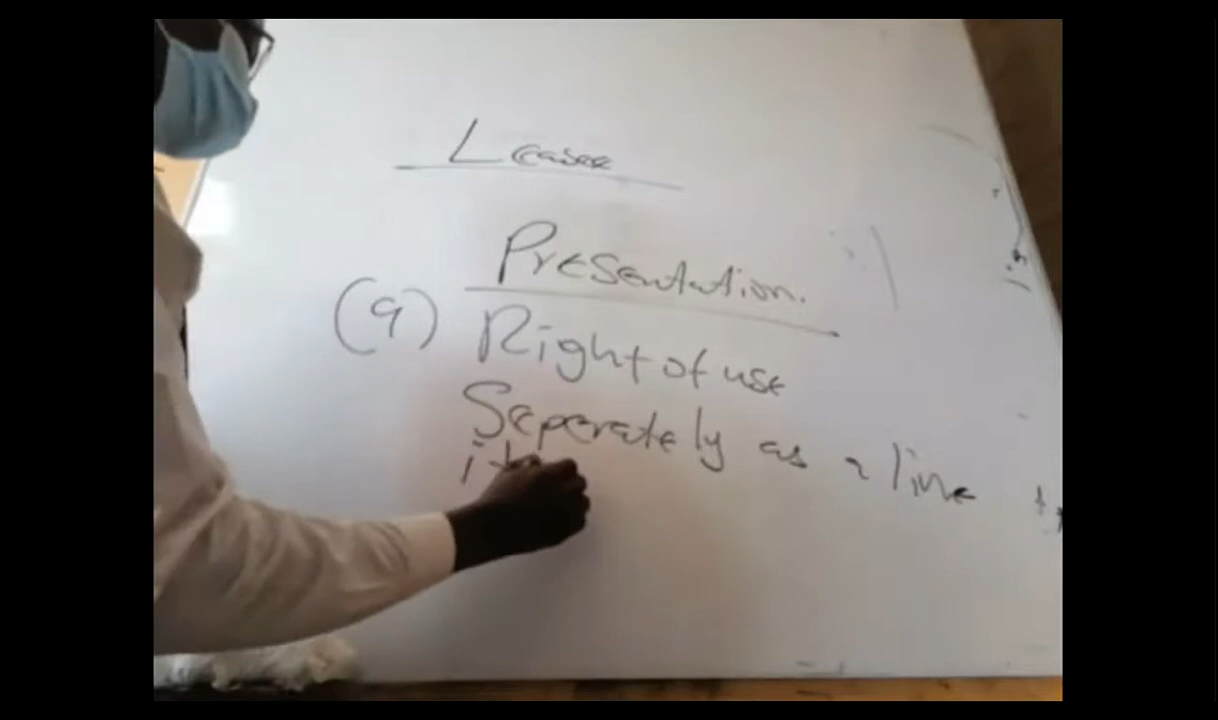 Leases
Presentation.
(a) Right of use
Seperately as a line
it